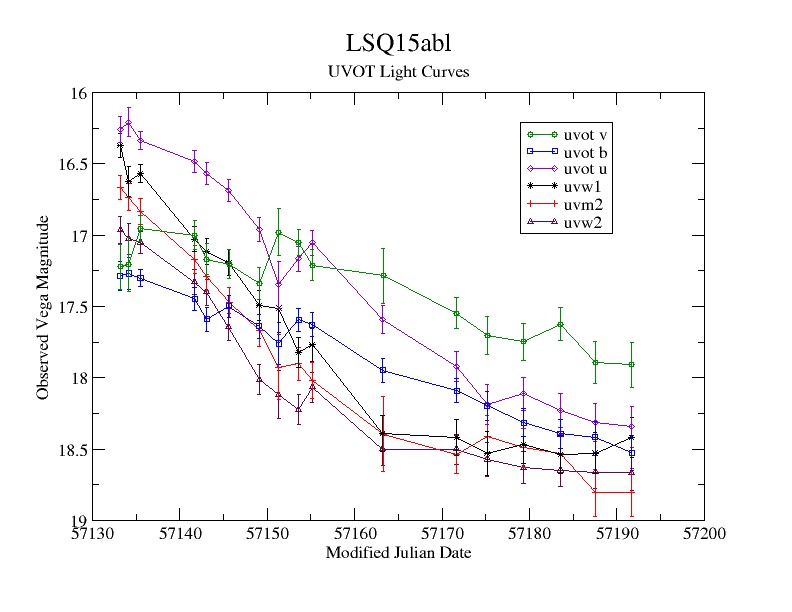 LSQ15abl
UVOT Light Curves
16
16.5
17
17.5
18
18.5
19
Observed Vega Magnitude
uvot v
uvot b
uvot u
uvw1
uvm2
uvw2
57130 57140 57150 57160 57170 57180 57190 57200
Modified Julian Date